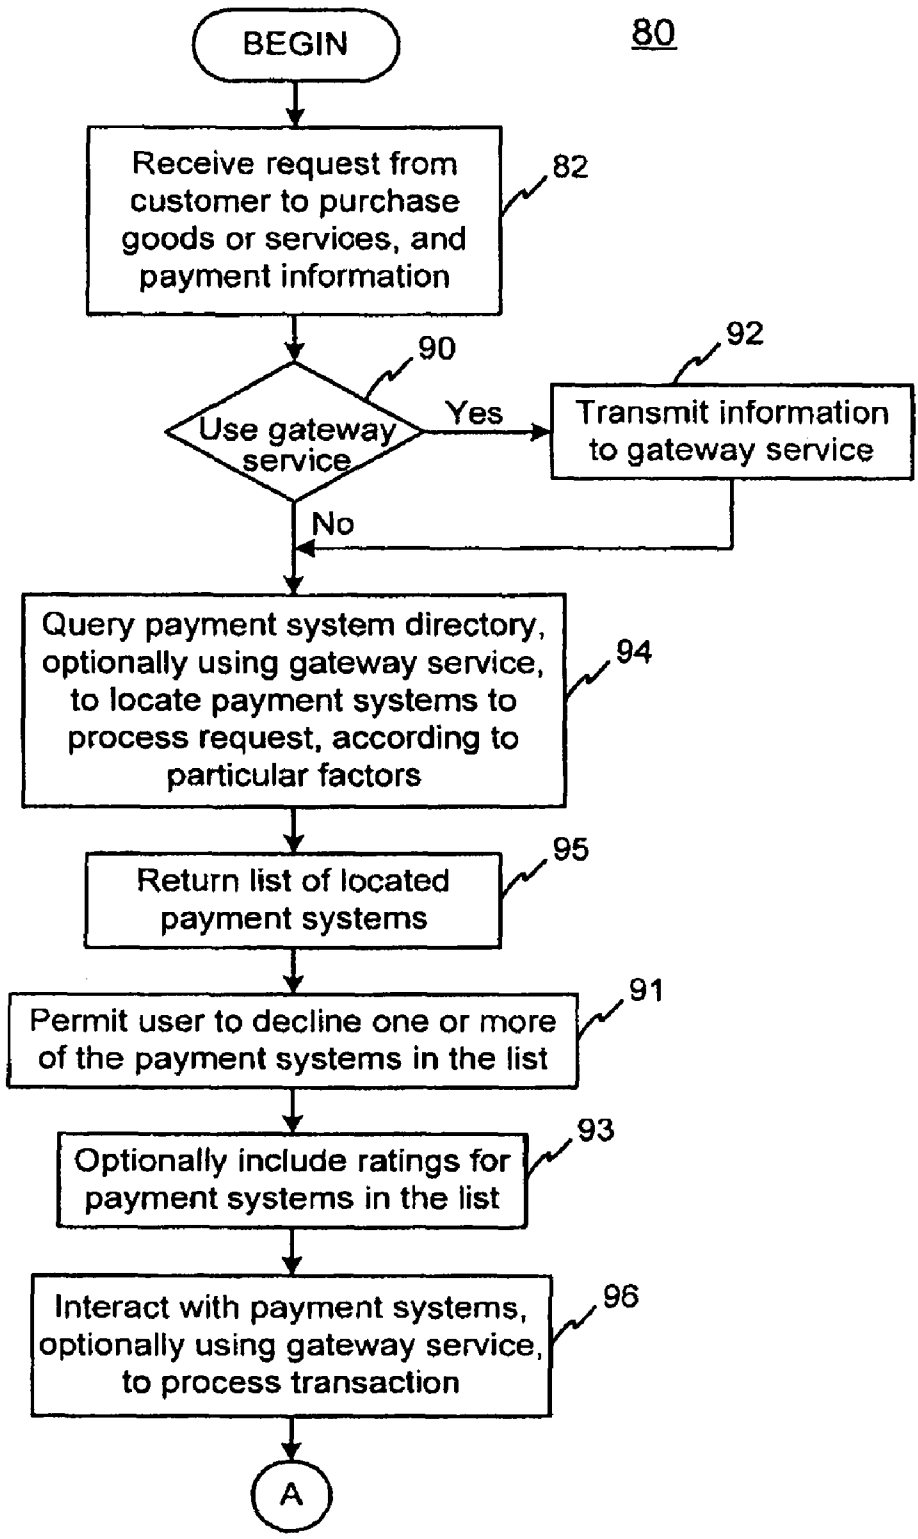 BEGIN
80
Receive request from
customer to purchase
goods or services, and
payment information
82
90
Use gateway
service
Yes
92
Transmit information
to gateway service
No
Query payment system directory,
optionally using gateway service,
to locate payment systems to
process request, according to
particular factors
94
Return list of located
payment systems
95
Permit user to decline one or more
of the payment systems in the list
91
Optionally include ratings for
payment systems in the list
93
Interact with payment systems,
optionally using gateway service,
to process transaction
96
A